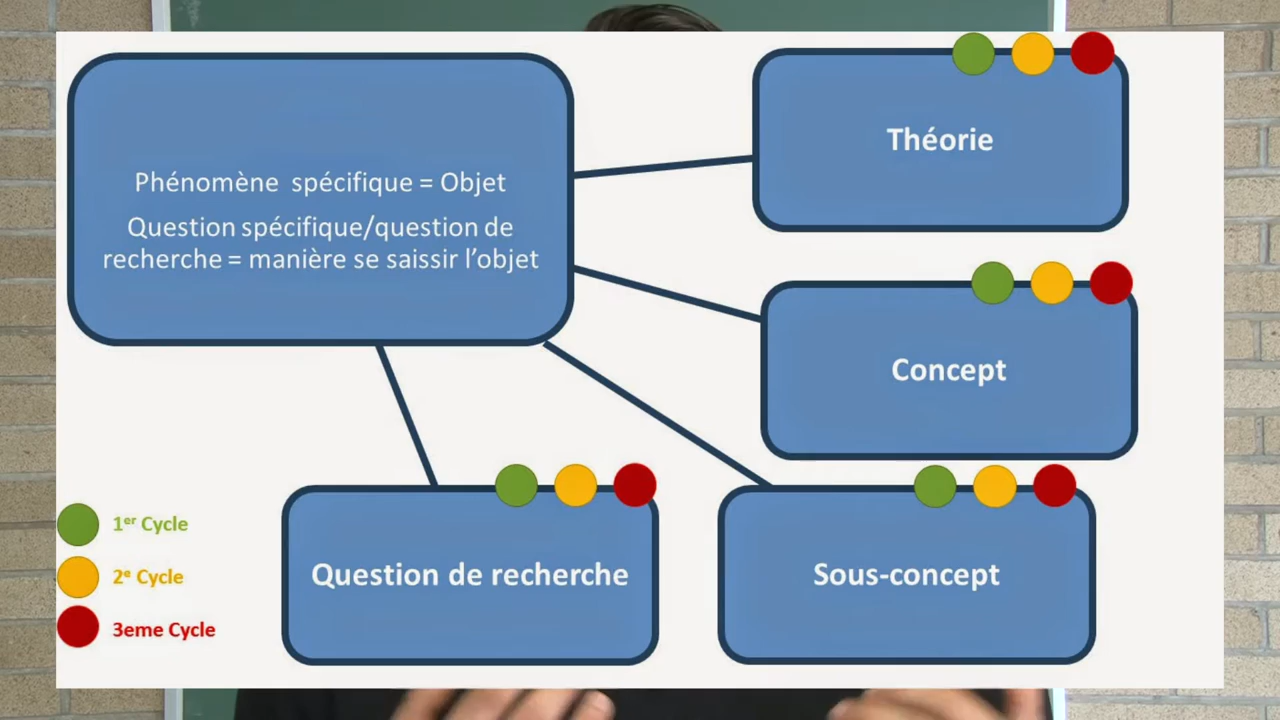 Phénomène spécifique = Objet
Question spécifique/question de
recherche = manière se saissir l'objet
Théorie
Concept
Question de recherche
Sous-concept
1er Cycle
2e Cycle
3eme Cycle